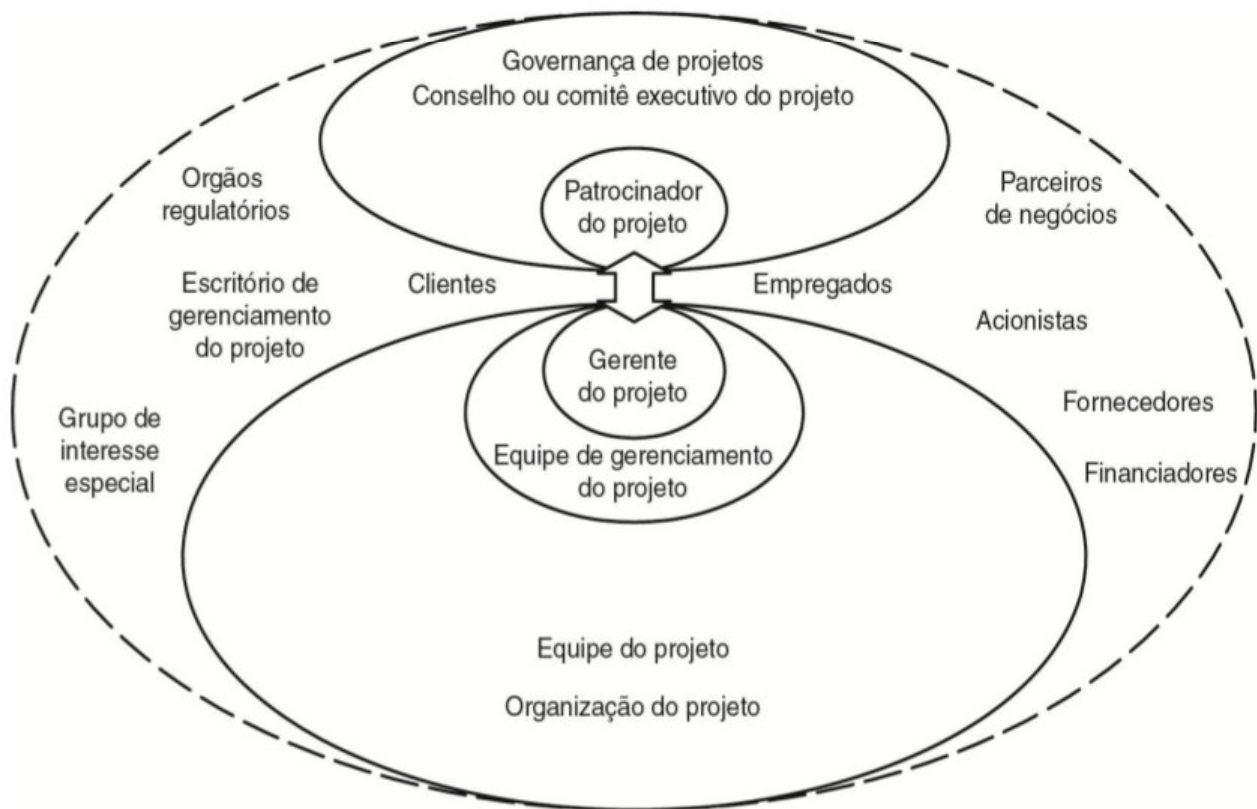 Governança de projetos
Conselho ou comitê executivo do projeto
Orgãos
regulatórios
Patrocinador
do projeto
Parceiros
de negócios
Escritório de
gerenciamento
do projeto
Clientes
Empregados
Acionistas
Gerente
do projeto
Grupo de
interesse
especial
Fornecedores
Equipe de gerenciamento
do projeto
Financiadores
Equipe do projeto
Organização do projeto